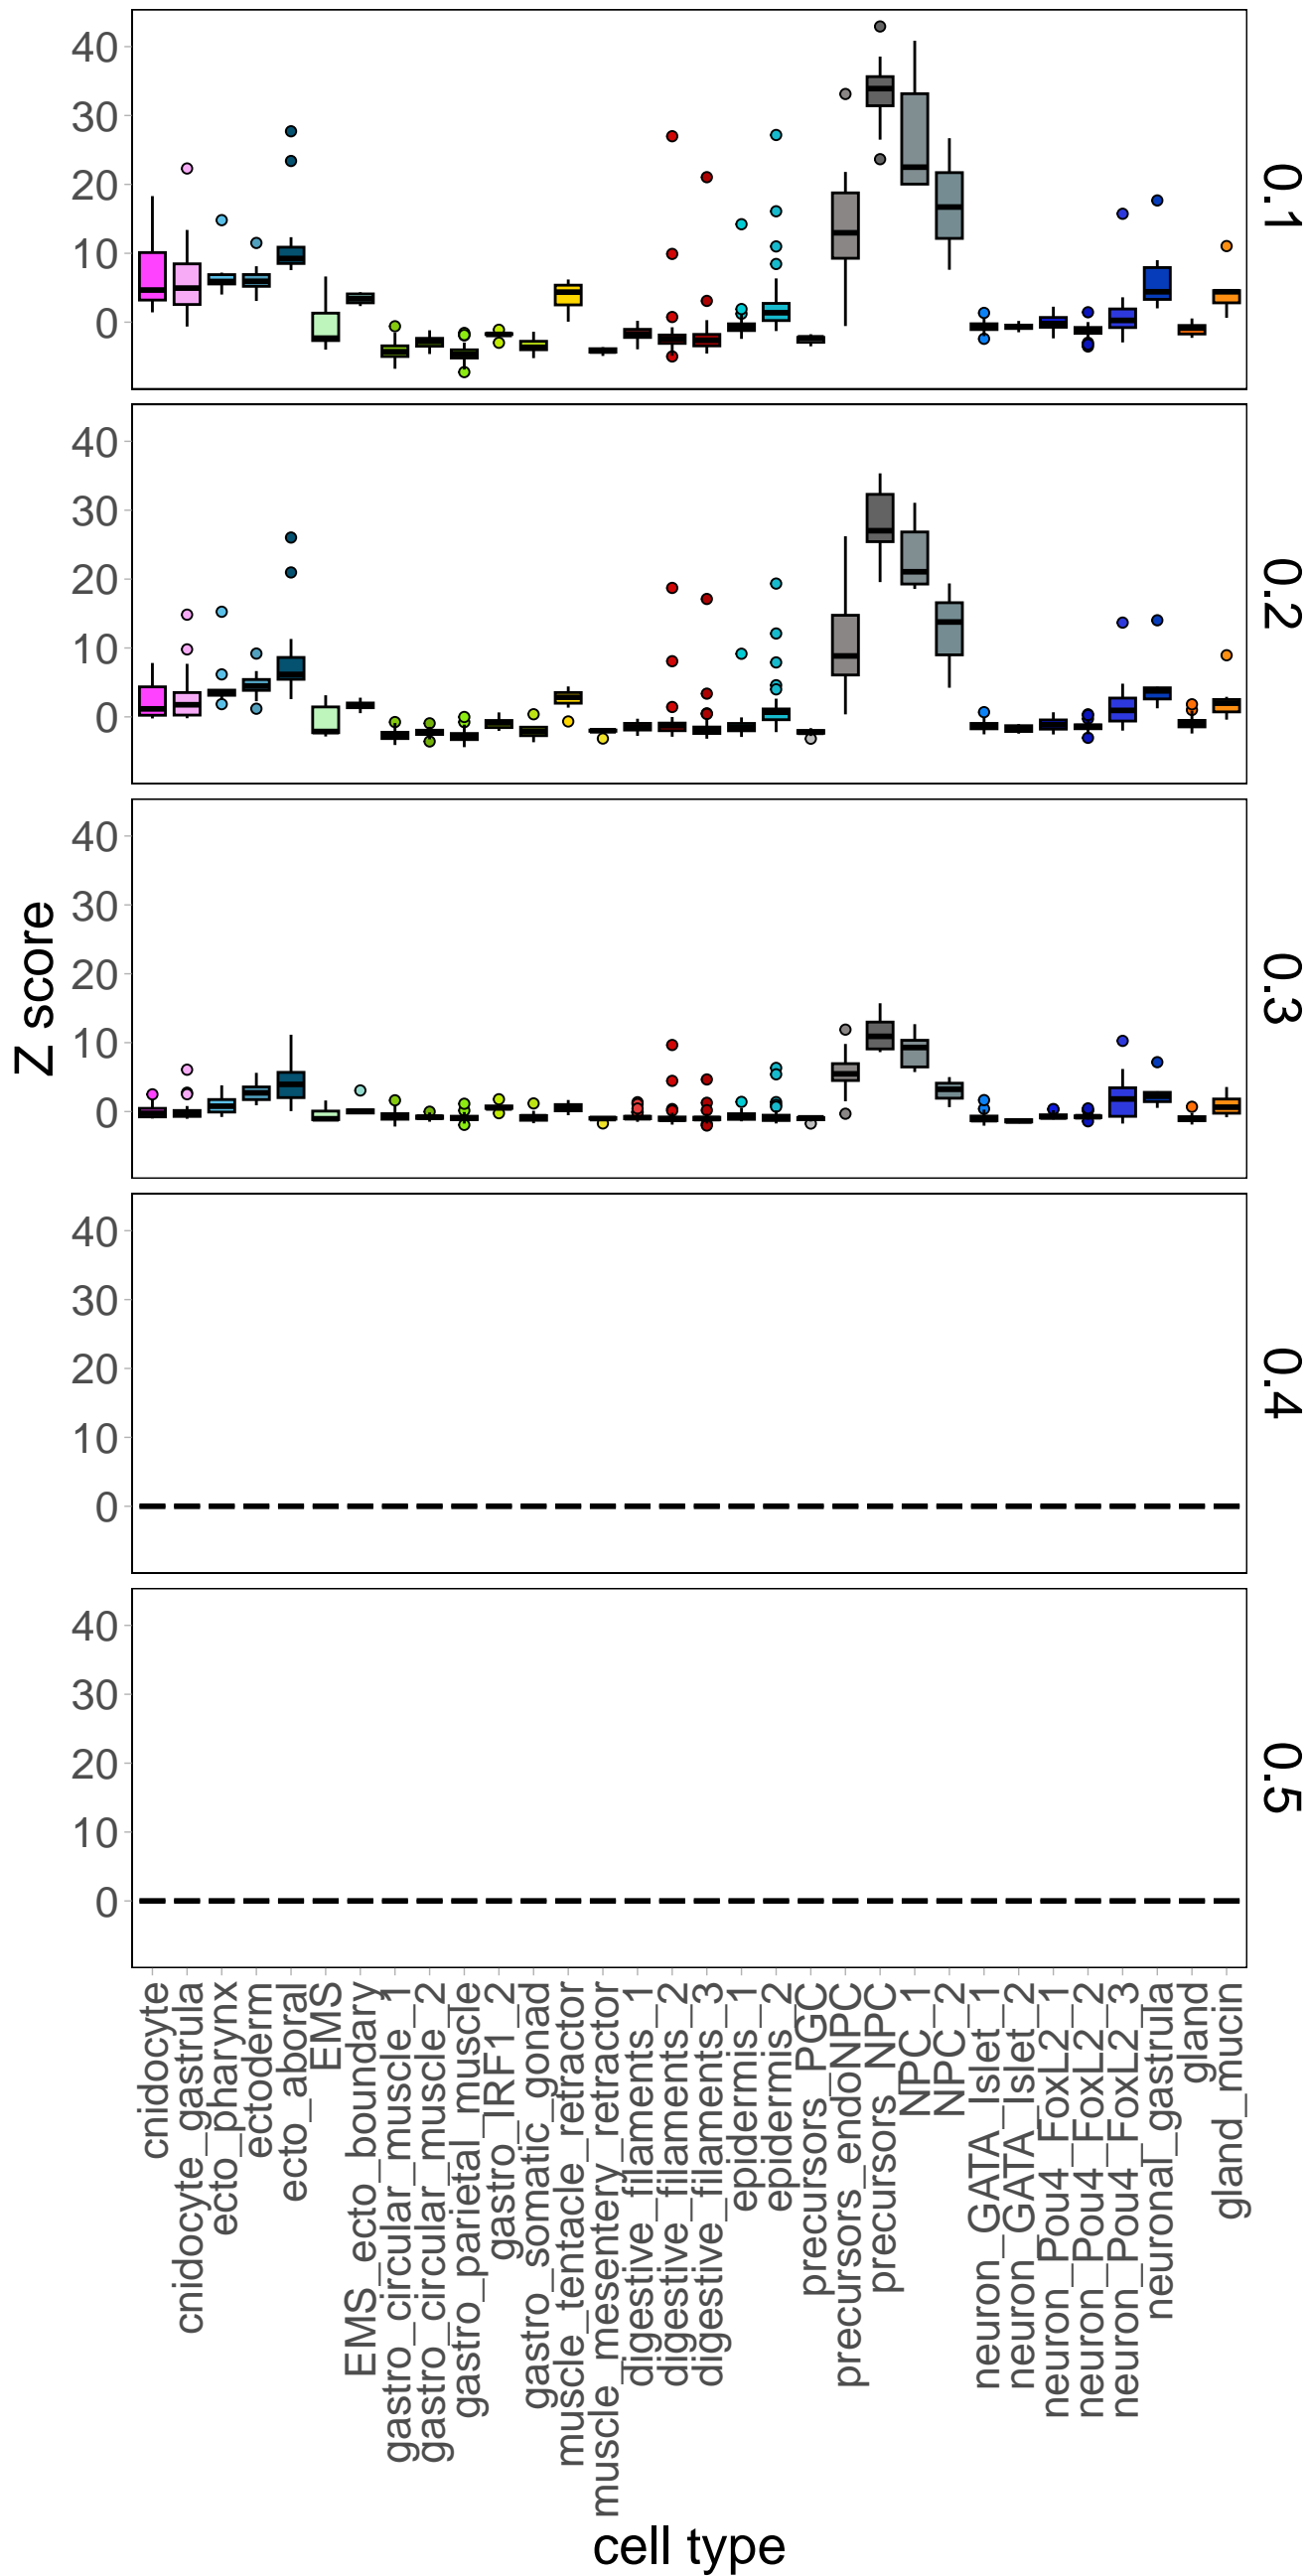 40
30
20
10
0
0.1
40
30
20
10
0
0.2
40
30
20
10
0
0.3
40
30
20
10
0
0.4
40
30
20
10
0
0.5
Z score
cnidocyte
cnidocyte_gastrula
ecto_pharynx
ectoderm
ecto_aboral
EMS
EMS_ecto_boundary
gastro_circular_muscle_1
gastro_circular_muscle_2
gastro_parietal_muscle
gastro_IRF1_2
gastro_somatic_gonad
muscle_tentacle_retractor
muscle_mesentery_retractor
digestive_filaments_1
digestive_filaments_2
digestive_filaments_3
epidermis_1
epidermis_2
precursors_PGC
precursors_endoNPC
precursors_NPC
NPC_1
NPC_2
neuron_GATA_Islet_1
neuron_GATA_Islet_2
neuron_Pou4_FoxL2_1
neuron_Pou4_FoxL2_2
neuron_Pou4_FoxL2_3
neuronal_gastrula
gland
gland_mucin
cell type